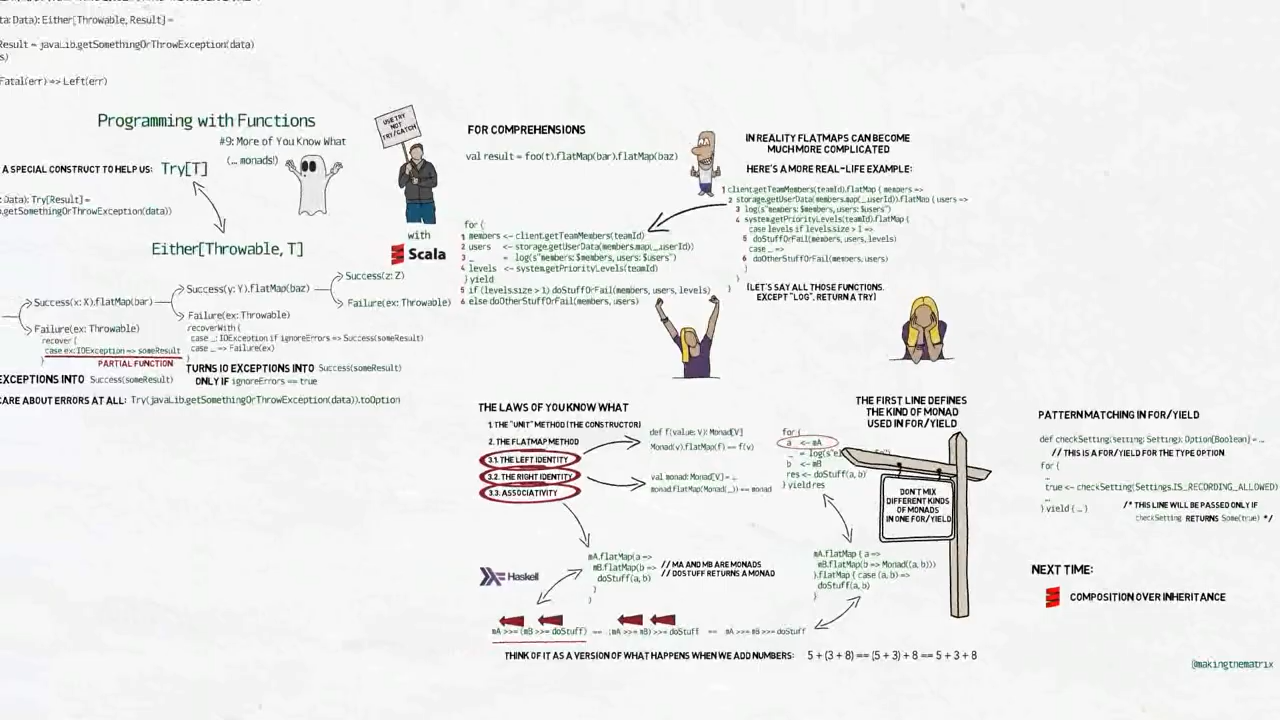 ta: Data): Either[Throwable, Result] =
Result = javaLib.getSomethingOrThrowException(data)
s)
Fatal(err) => Left(err)
Programming with Functions
#9: More of You Know What
(... monads!)
A SPECIAL CONSTRUCT TO HELP US: Try[T]
: Data): Try[Result] =
o.getSomethingOrThrowException(data))
Either[Throwable, T]
USE TRY
NOT
TRY/CATCH
with
Scala
Success(x: X).flatMap(bar)
Success(y: Y).flatMap(baz)
Success(z: Z)
Failure(ex: Throwable)
Failure(ex: Throwable)
Failure(ex: Throwable)
recover {
case ex: IOException => someResult
}
PARTIAL FUNCTION
recoverWith {
case _: IOException if ignoreErrors => Success(someResult)
case _ => Failure(ex)
}
EXCEPTIONS INTO Success(someResult)
TURNS IO EXCEPTIONS INTO Success(someResult)
ONLY IF ignoreErrors == true
CARE ABOUT ERRORS AT ALL: Try(javaLib.getSomethingOrThrowException(data)).toOption
FOR COMPREHENSIONS
val result = foo(t).flatMap(bar).flatMap(baz)
for {
1 members <- client.getTeamMembers(teamId)
2 users <- storage.getUserData(members.map(_.userId))
3 _ = log(s"members: $members, users: $users")
4 levels <- system.getPriorityLevels(teamId)
} yield
5 if (levels.size > 1) doStuffOrFail(members, users, levels)
6 else doOtherStuffOrFail(members, users)
IN REALITY FLATMAPS CAN BECOME
MUCH MORE COMPLICATED
HERE'S A MORE REAL-LIFE EXAMPLE:
1 client.getTeamMembers(teamId).flatMap { members =>
2 storage.getUserData(members.map(_.userId)).flatMap { users =>
3 log(s"members: $members, users: $users")
4 system.getPriorityLevels(teamId).flatMap {
case levels if levels.size > 1 =>
5 doStuffOrFail(members, users, levels)
case _ =>
6 doOtherStuffOrFail(members, users)
}
}
}
(LET'S SAY ALL THOSE FUNCTIONS,
EXCEPT "LOG", RETURN A TRY)
THE LAWS OF YOU KNOW WHAT
1. THE "UNIT" METHOD (THE CONSTRUCTOR)
2. THE FLATMAP METHOD
3.1. THE LEFT IDENTITY
3.2. THE RIGHT IDENTITY
3.3. ASSOCIATIVITY
def f(value: V): Monad[V]
Monad(v).flatMap(f) == f(v)
val monad: Monad[V] = ...
monad.flatMap(Monad(_)) == monad
THE FIRST LINE DEFINES
THE KIND OF MONAD
USED IN FOR/YIELD
for {
a <- mA
_ = log(s"
b <- mB
res <- doStuff(a, b)
} yield res
DON'T MIX
DIFFERENT KINDS
OF MONADS
IN ONE FOR/YIELD
Haskell
mA.flatMap(a =>
mB.flatMap(b =>
doStuff(a, b)
}
}
// MA AND MB ARE MONADS
// DOSTUFF RETURNS A MONAD
mA.flatMap { a =>
mB.flatMap(b => Monad((a, b)))
}.flatMap { case (a, b) =>
doStuff(a, b)
}
mA >>= (mB >>= doStuff) == (mA >>= mB) >>= doStuff == mA >>= mB >>= doStuff
THINK OF IT AS A VERSION OF WHAT HAPPENS WHEN WE ADD NUMBERS: 5 + (3 + 8) == (5 + 3) + 8 == 5 + 3 + 8
PATTERN MATCHING IN FOR/YIELD
def checkSetting(setting: Setting): Option[Boolean] = ...
// THIS IS A FOR/YIELD FOR THE TYPE OPTION
for {
...
true <- checkSetting(Settings.IS_RECORDING_ALLOWED)
...
} yield { ... }
/* THIS LINE WILL BE PASSED ONLY IF
checkSetting RETURNS Some(true) */
NEXT TIME:
COMPOSITION OVER INHERITANCE
@makingthematrix